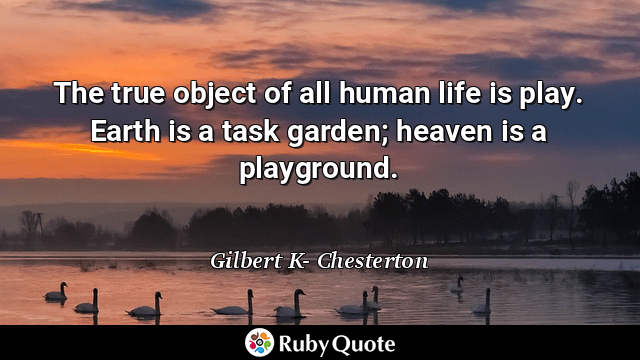 The true object of all human life is play.
Earth is a task garden; heaven is a
playground.
Gilbert K- Chesterton
RubyQuote